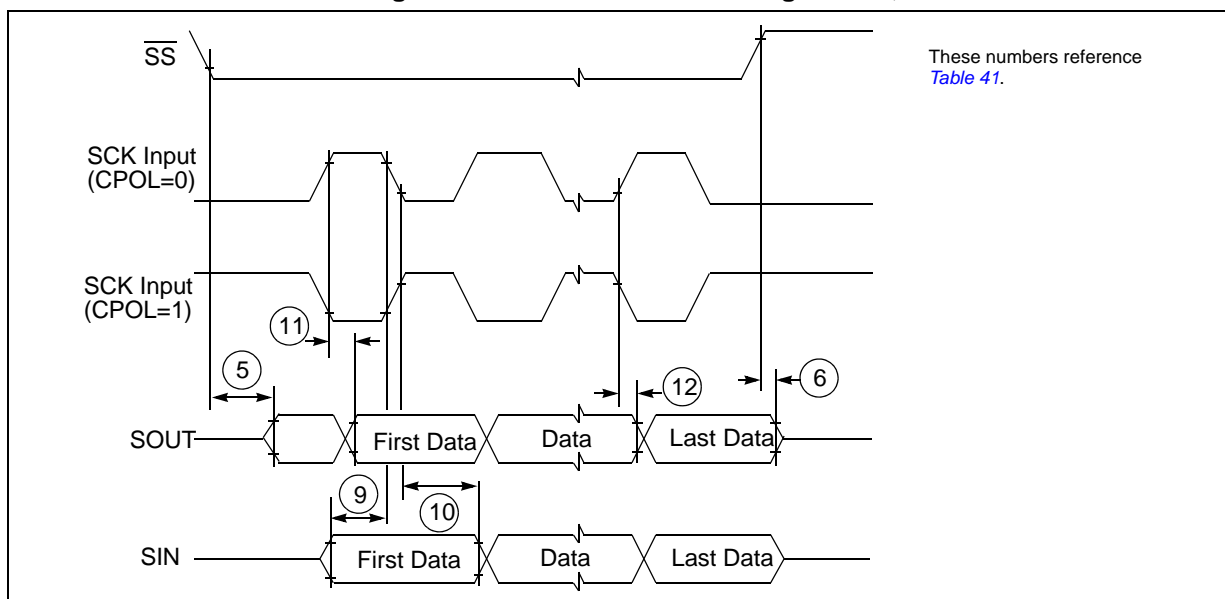 SS
These numbers reference
Table 41.
SCK Input
(CPOL=0)
SCK Input
(CPOL=1)
11
5
12
6
SOUT
First Data
Data
Last Data
9
10
SIN
First Data
Data
Last Data